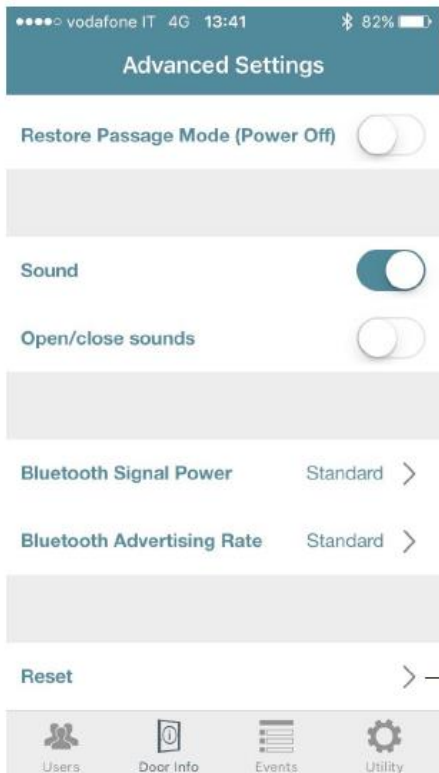 vodafone IT 4G 13:41 82%
Advanced Settings
Restore Passage Mode (Power Off)
Sound
Open/close sounds
Bluetooth Signal Power Standard
Bluetooth Advertising Rate Standard
Reset
Users Door Info Events Utility